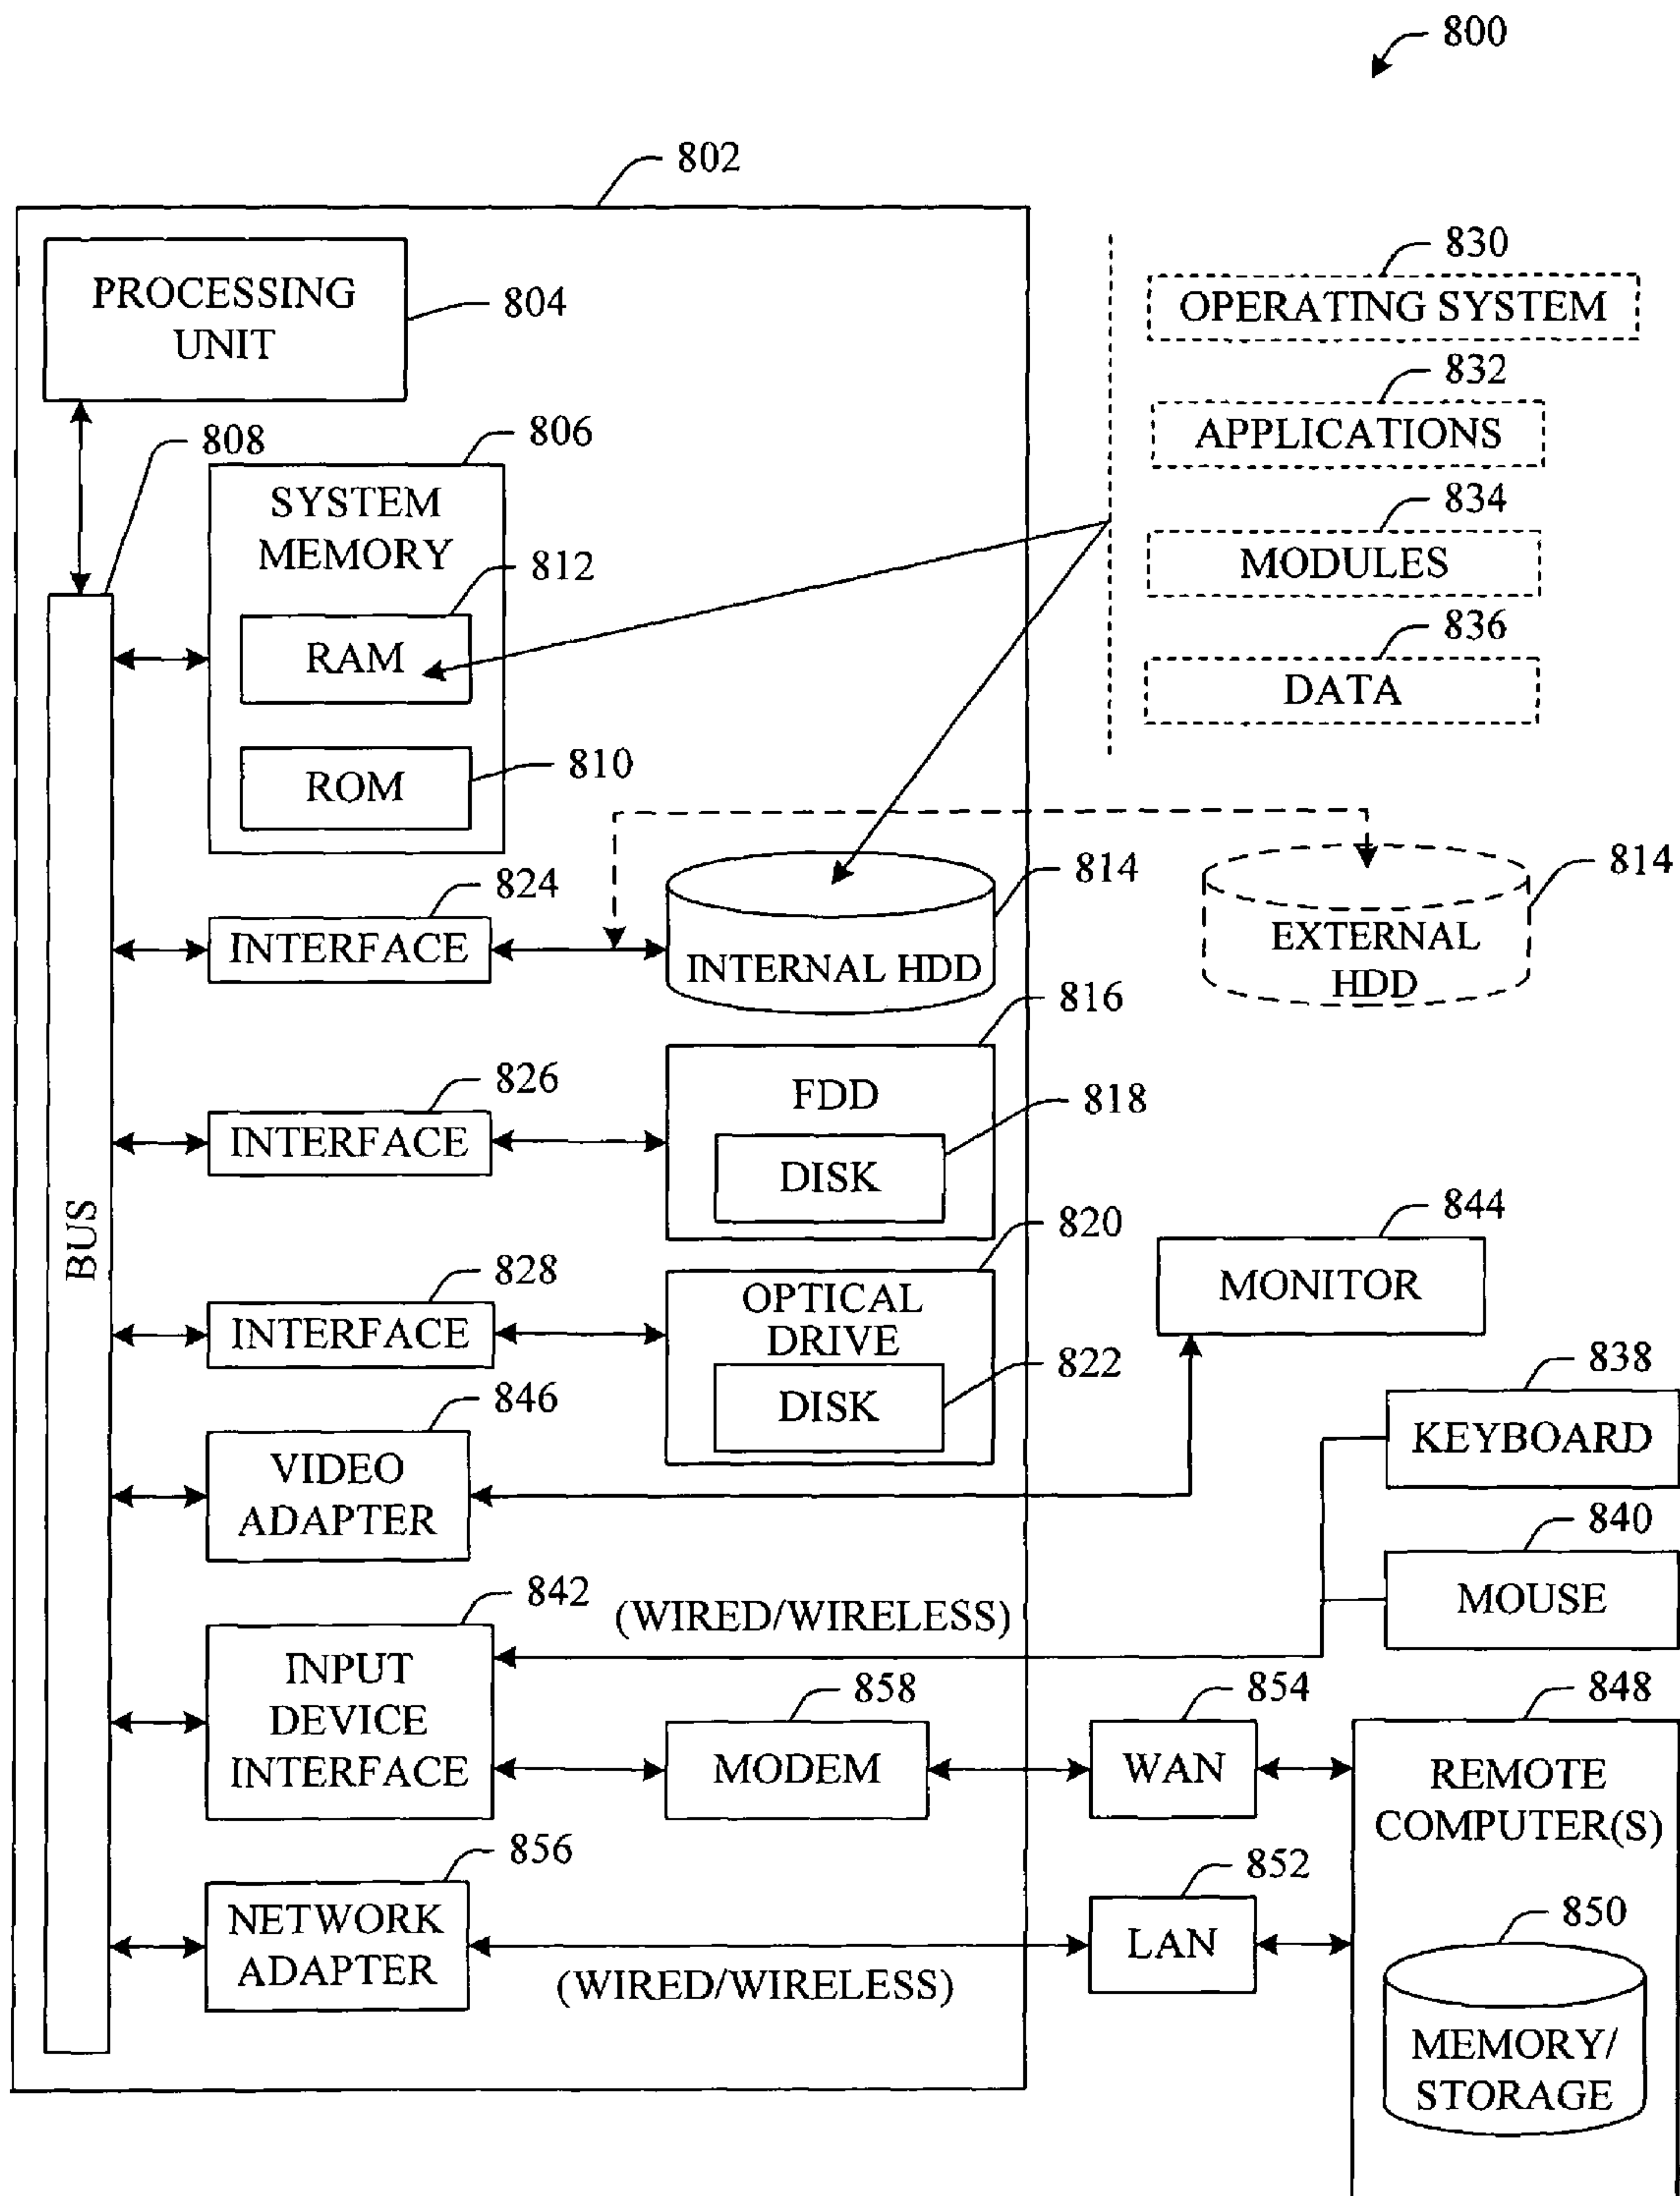 800
802
PROCESSING
UNIT
804
830
OPERATING SYSTEM
832
APPLICATIONS
834
MODULES
836
DATA
808
806
SYSTEM
MEMORY
812
RAM
810
ROM
824
INTERFACE
814
INTERNAL HDD
814
EXTERNAL
HDD
826
INTERFACE
816
FDD
818
DISK
BUS
828
INTERFACE
820
OPTICAL
DRIVE
822
DISK
844
MONITOR
838
KEYBOARD
846
VIDEO
ADAPTER
840
MOUSE
842
INPUT
DEVICE
INTERFACE
(WIRED/WIRELESS)
858
MODEM
854
WAN
848
REMOTE
COMPUTER(S)
856
NETWORK
ADAPTER
(WIRED/WIRELESS)
852
LAN
850
MEMORY/
STORAGE